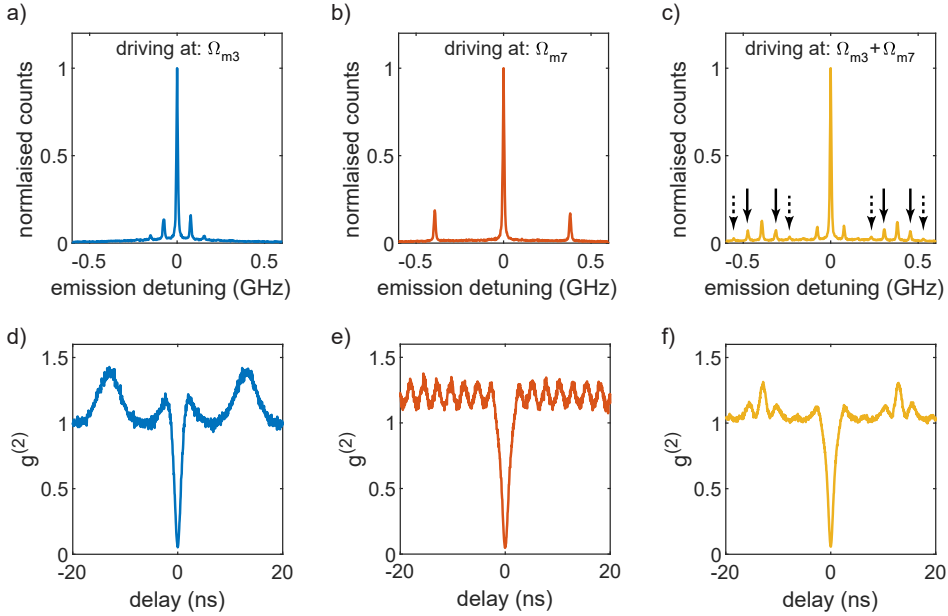 a)
driving at: Ωm3
normlaised counts
1
0.5
0
-0.5
0
0.5
emission detuning (GHz)
b)
driving at: Ωm7
normlaised counts
1
0.5
0
-0.5
0
0.5
emission detuning (GHz)
c)
driving at: Ωm3+Ωm7
normlaised counts
1
0.5
0
-0.5
0
0.5
emission detuning (GHz)
d)
g(2)
1.5
1
0.5
0
-20
0
20
delay (ns)
e)
g(2)
1.5
1
0.5
0
-20
0
20
delay (ns)
f)
g(2)
1.5
1
0.5
0
-20
0
20
delay (ns)